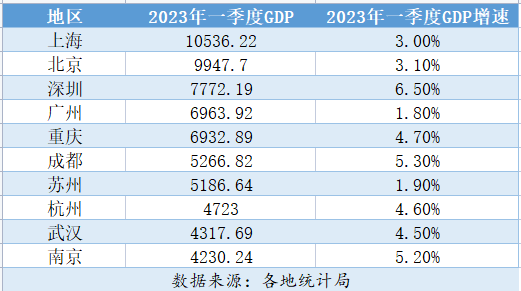 地区 2023年一季度GDP 2023年一季度GDP增速
上海 10536.22 3.00%
北京 9947.7 3.10%
深圳 7772.19 6.50%
广州 6963.92 1.80%
重庆 6932.89 4.70%
成都 5266.82 5.30%
苏州 5186.64 1.90%
杭州 4723 4.60%
武汉 4317.69 4.50%
南京 4230.24 5.20%
数据来源：各地统计局